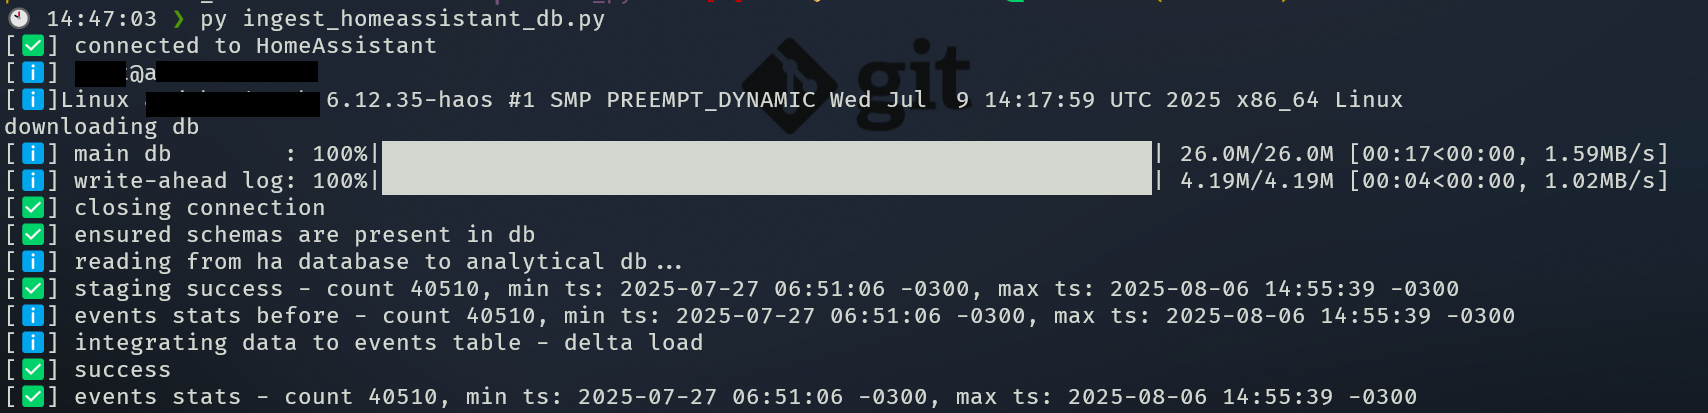 14:47:03 ❯ py ingest_homeassistant_db.py
[✅] connected to HomeAssistant
[ℹ️] @a
[ℹ️]Linux 6.12.35-haos #1 SMP PREEMPT_DYNAMIC Wed Jul  9 14:17:59 UTC 2025 x86_64 Linux
git
downloading db
[ℹ️] main db        : 100%| | 26.0M/26.0M [00:17<00:00, 1.59MB/s]
[ℹ️] write-ahead log: 100%| | 4.19M/4.19M [00:04<00:00, 1.02MB/s]
[✅] closing connection
[✅] ensured schemas are present in db
[ℹ️] reading from ha database to analytical db...
[✅] staging success - count 40510, min ts: 2025-07-27 06:51:06 -0300, max ts: 2025-08-06 14:55:39 -0300
[ℹ️] events stats before - count 40510, min ts: 2025-07-27 06:51:06 -0300, max ts: 2025-08-06 14:55:39 -0300
[ℹ️] integrating data to events table - delta load
[✅] success
[✅] events stats - count 40510, min ts: 2025-07-27 06:51:06 -0300, max ts: 2025-08-06 14:55:39 -0300